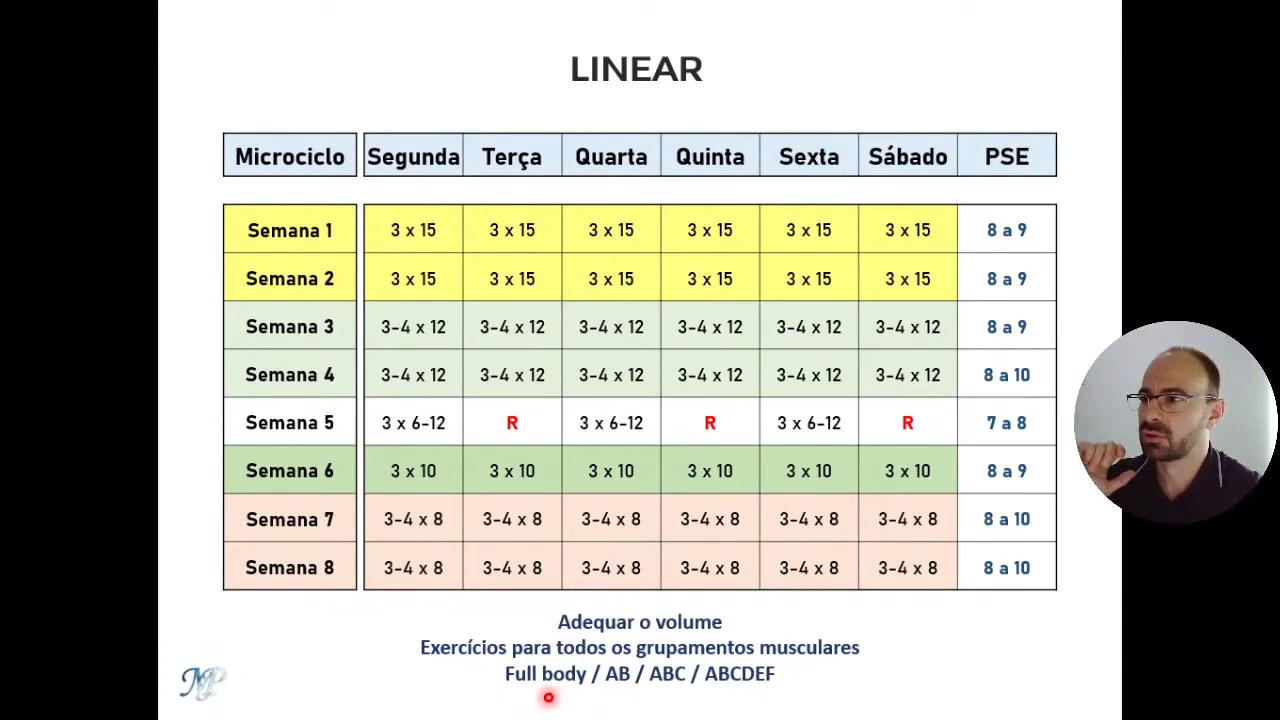 LINEAR
Microciclo Segunda Terça Quarta Quinta Sexta Sábado PSE
Semana 1 3 x 15 3 x 15 3 x 15 3 x 15 3 x 15 3 x 15 8 a 9
Semana 2 3 x 15 3 x 15 3 x 15 3 x 15 3 x 15 3 x 15 8 a 9
Semana 3 3-4 x 12 3-4 x 12 3-4 x 12 3-4 x 12 3-4 x 12 3-4 x 12 8 a 9
Semana 4 3-4 x 12 3-4 x 12 3-4 x 12 3-4 x 12 3-4 x 12 3-4 x 12 8 a 10
Semana 5 3 x 6-12 R 3 x 6-12 R 3 x 6-12 R 7 a 8
Semana 6 3 x 10 3 x 10 3 x 10 3 x 10 3 x 10 3 x 10 8 a 9
Semana 7 3-4 x 8 3-4 x 8 3-4 x 8 3-4 x 8 3-4 x 8 3-4 x 8 8 a 10
Semana 8 3-4 x 8 3-4 x 8 3-4 x 8 3-4 x 8 3-4 x 8 3-4 x 8 8 a 10
Adequar o volume
Exercícios para todos os grupamentos musculares
Full body / AB / ABC / ABCDEF